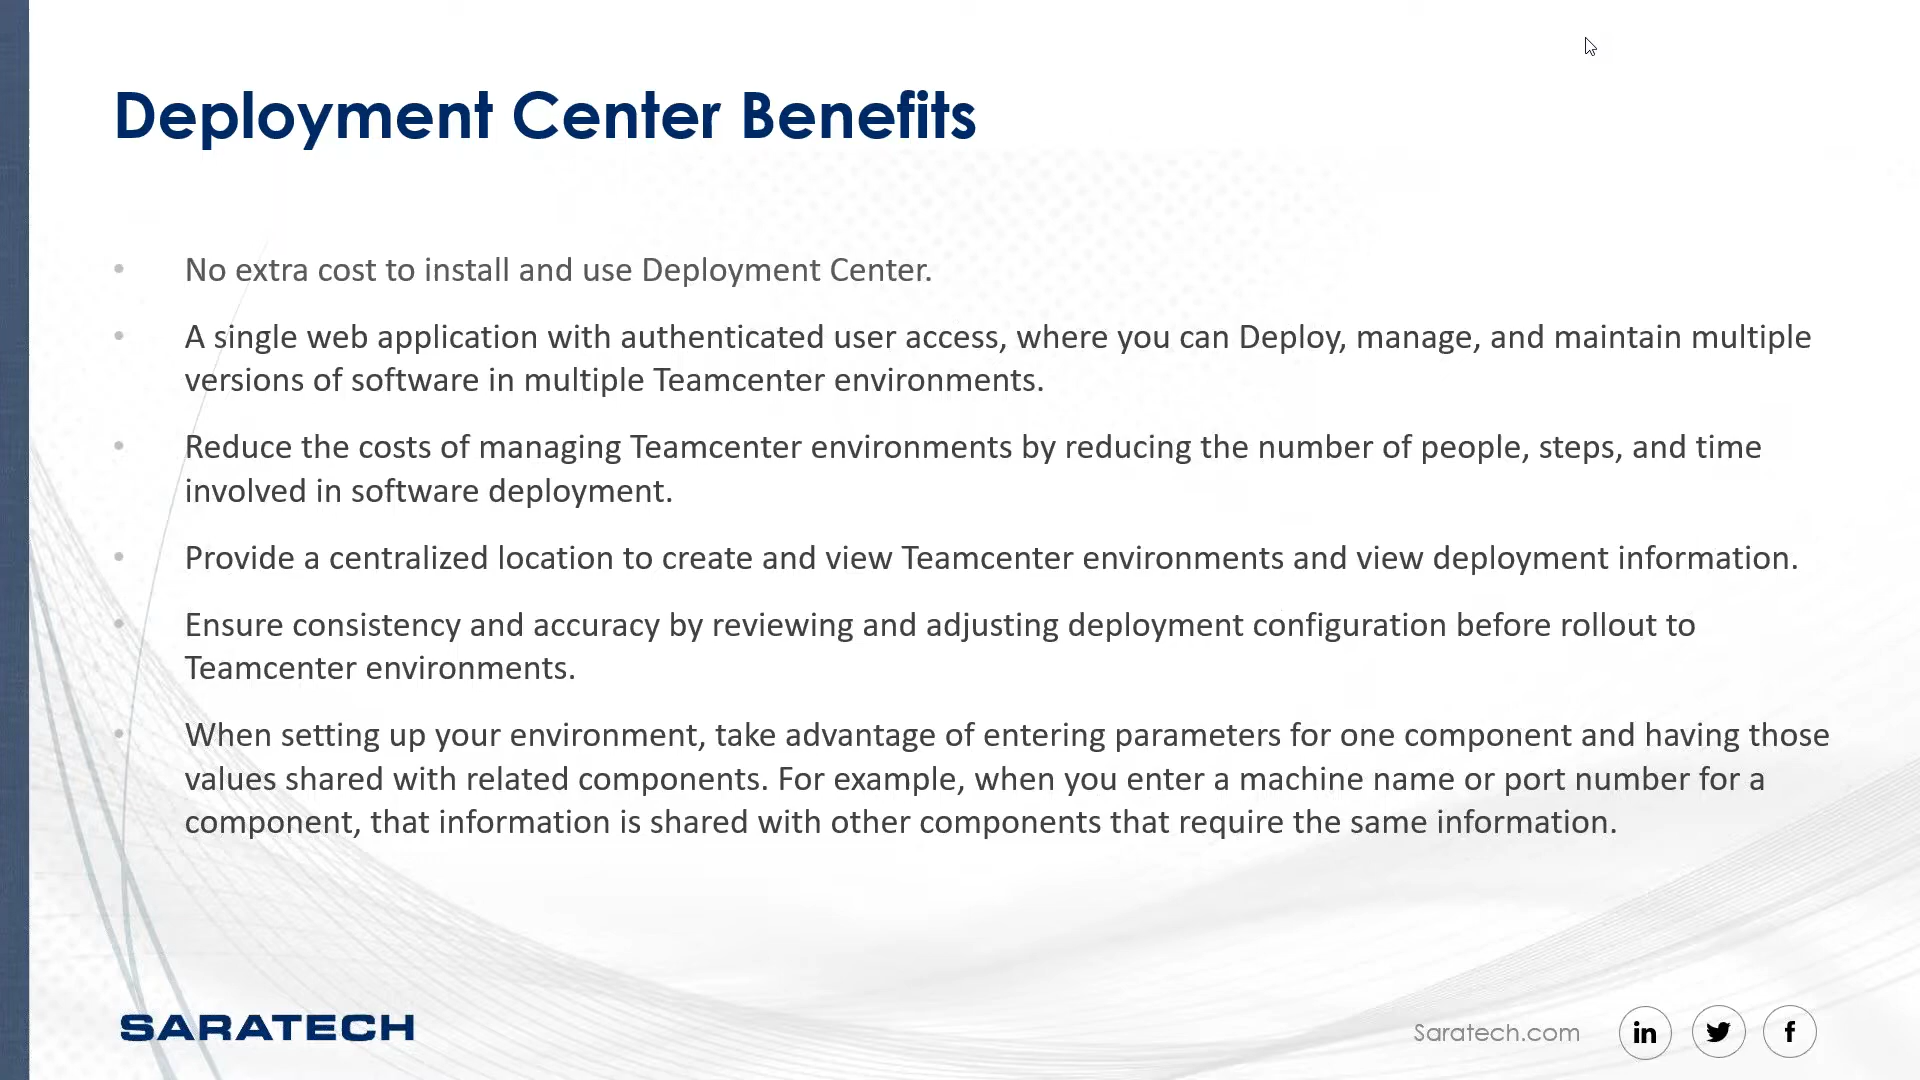 Deployment Center Benefits
• No extra cost to install and use Deployment Center.
• A single web application with authenticated user access, where you can Deploy, manage, and maintain multiple
versions of software in multiple Teamcenter environments.
• Reduce the costs of managing Teamcenter environments by reducing the number of people, steps, and time
involved in software deployment.
• Provide a centralized location to create and view Teamcenter environments and view deployment information.
• Ensure consistency and accuracy by reviewing and adjusting deployment configuration before rollout to
Teamcenter environments.
• When setting up your environment, take advantage of entering parameters for one component and having those
values shared with related components. For example, when you enter a machine name or port number for a
component, that information is shared with other components that require the same information.
SARATECH
Saratech.com
in
f